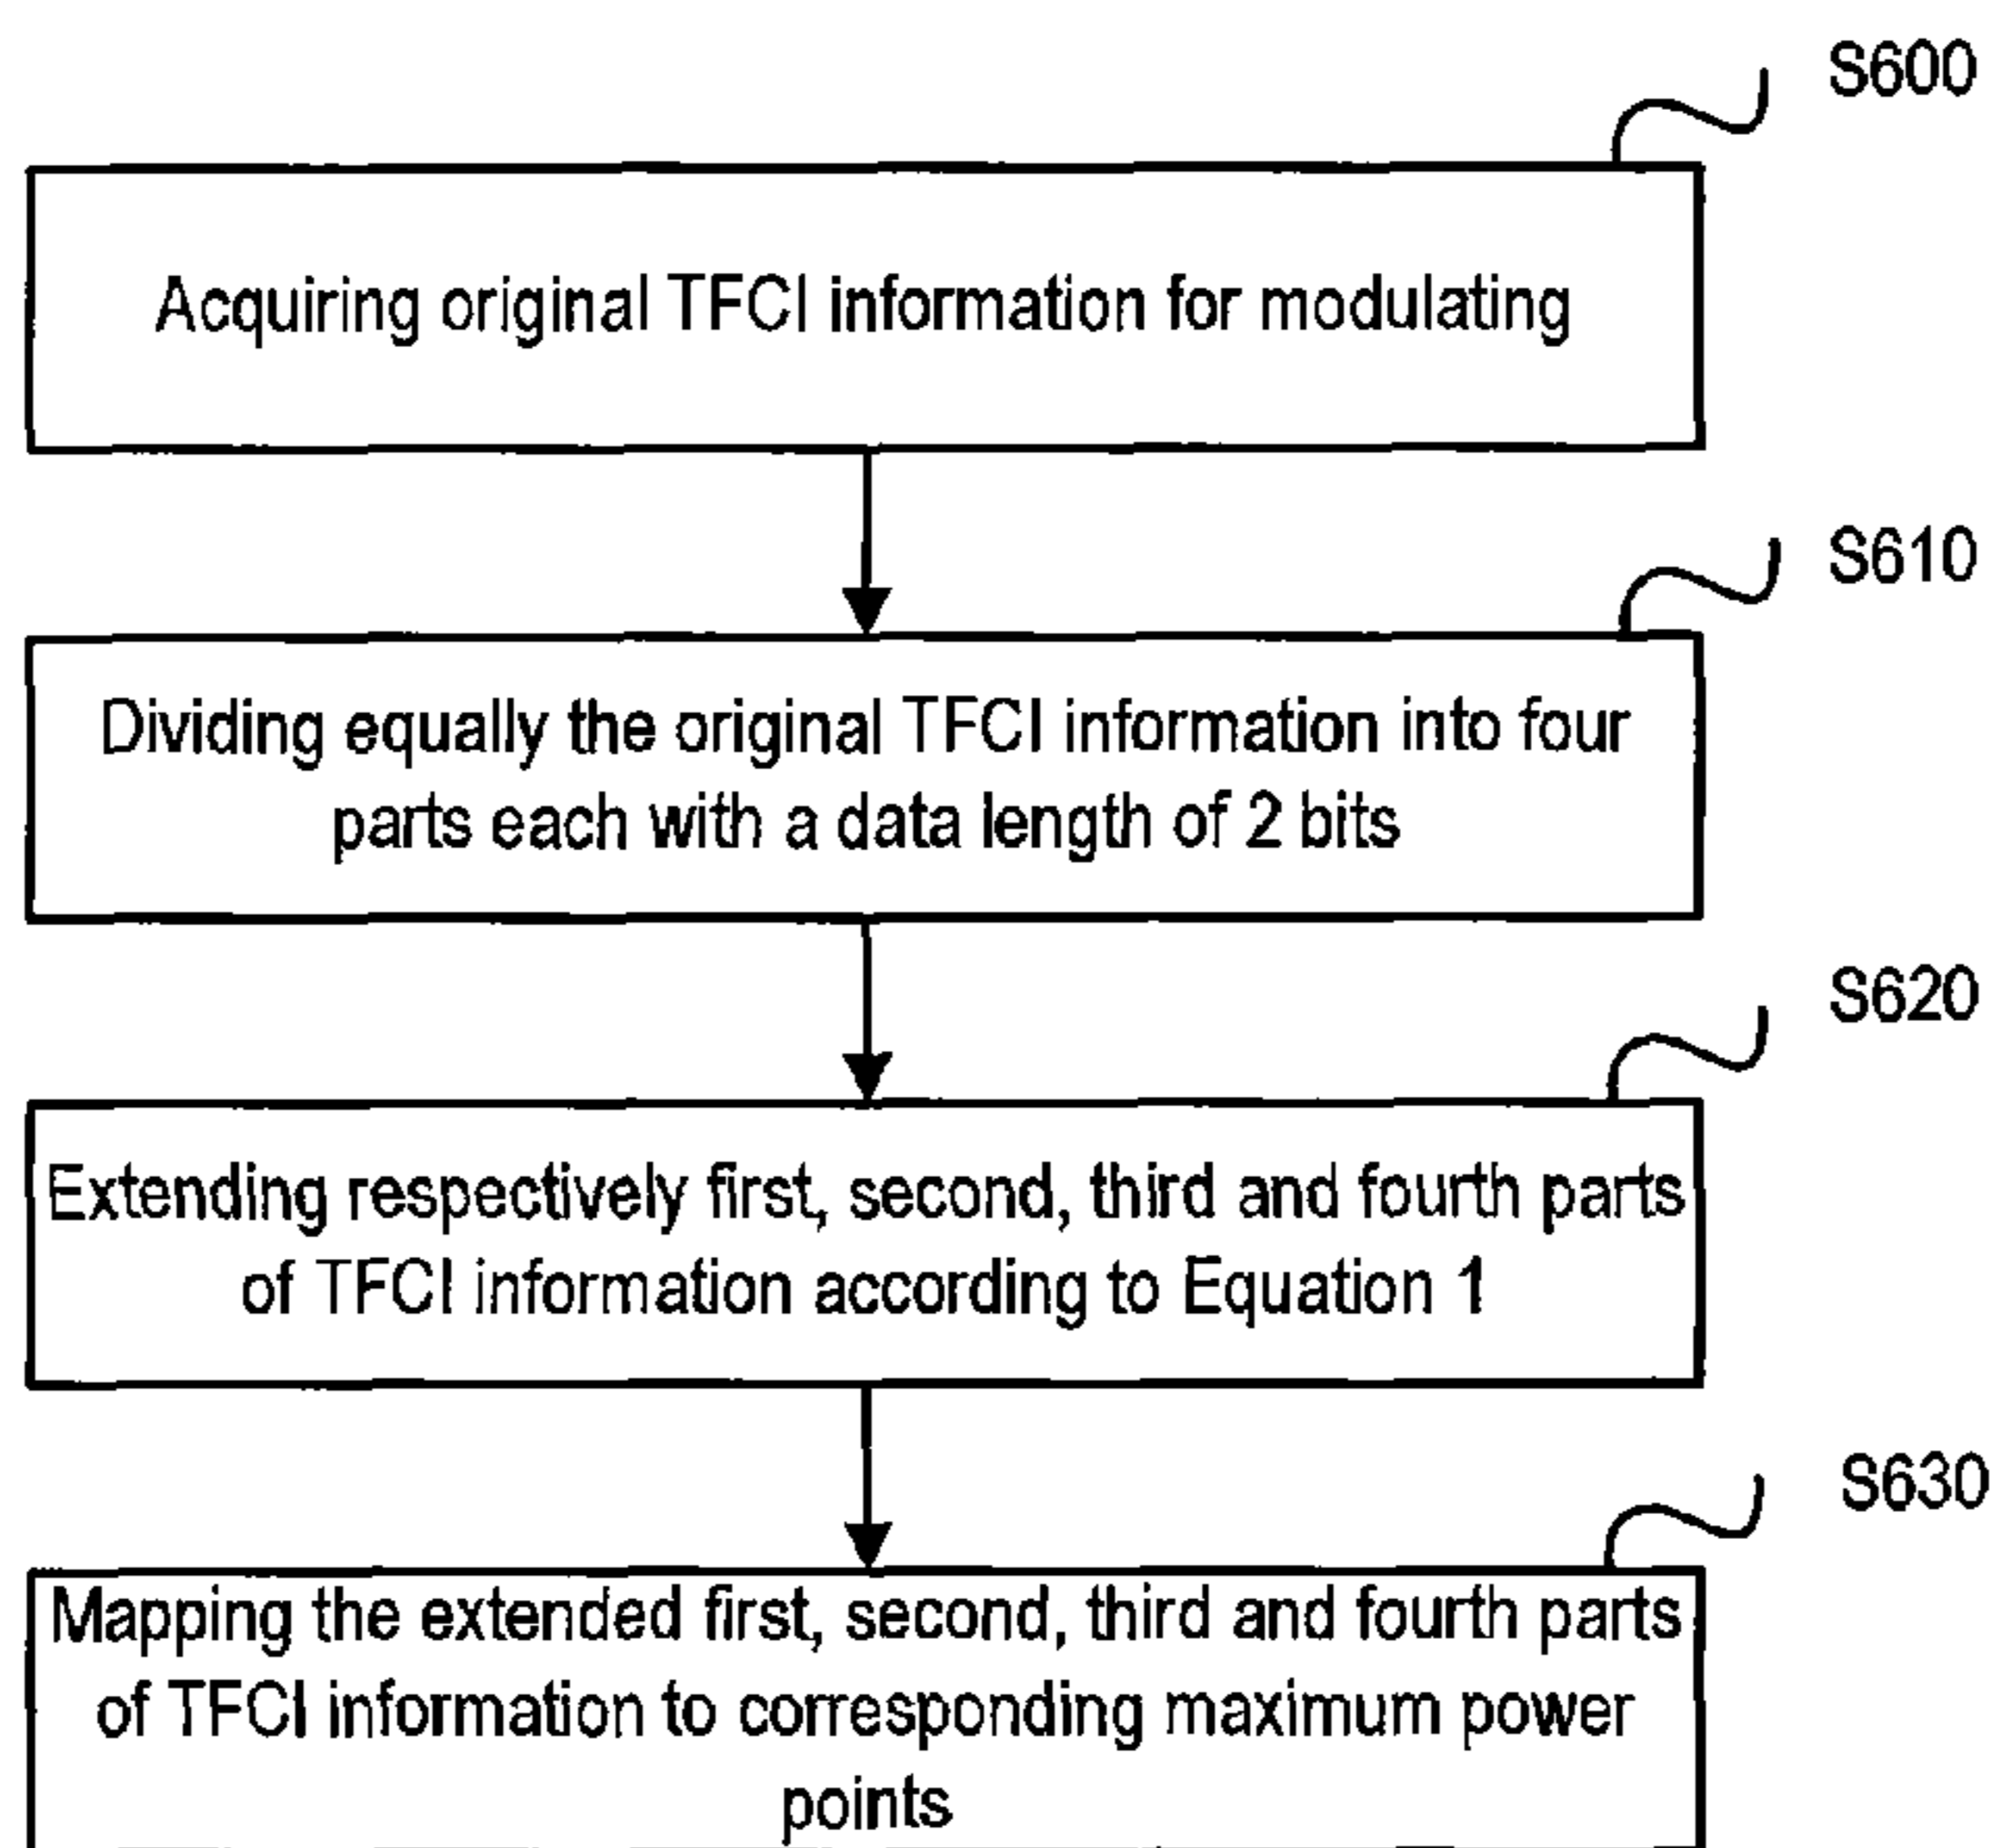 S600
Acquiring original TFCI information for modulating
S610
Dividing equally the original TFCI information into four
parts each with a data length of 2 bits
S620
Extending respectively first, second, third and fourth parts
of TFCI information according to Equation 1
S630
Mapping the extended first, second, third and fourth parts
of TFCI information to corresponding maximum power
points